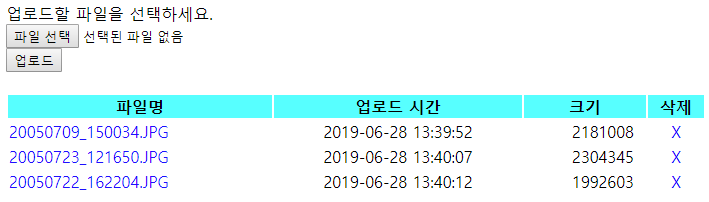 업로드할 파일을 선택하세요.
파일 선택 선택된 파일 없음
업로드
파일명 업로드 시간 크기 삭제
20050709_150034.JPG 2019-06-28 13:39:52 2181008 X
20050723_121650.JPG 2019-06-28 13:40:07 2304345 X
20050722_162204.JPG 2019-06-28 13:40:12 1992603 X